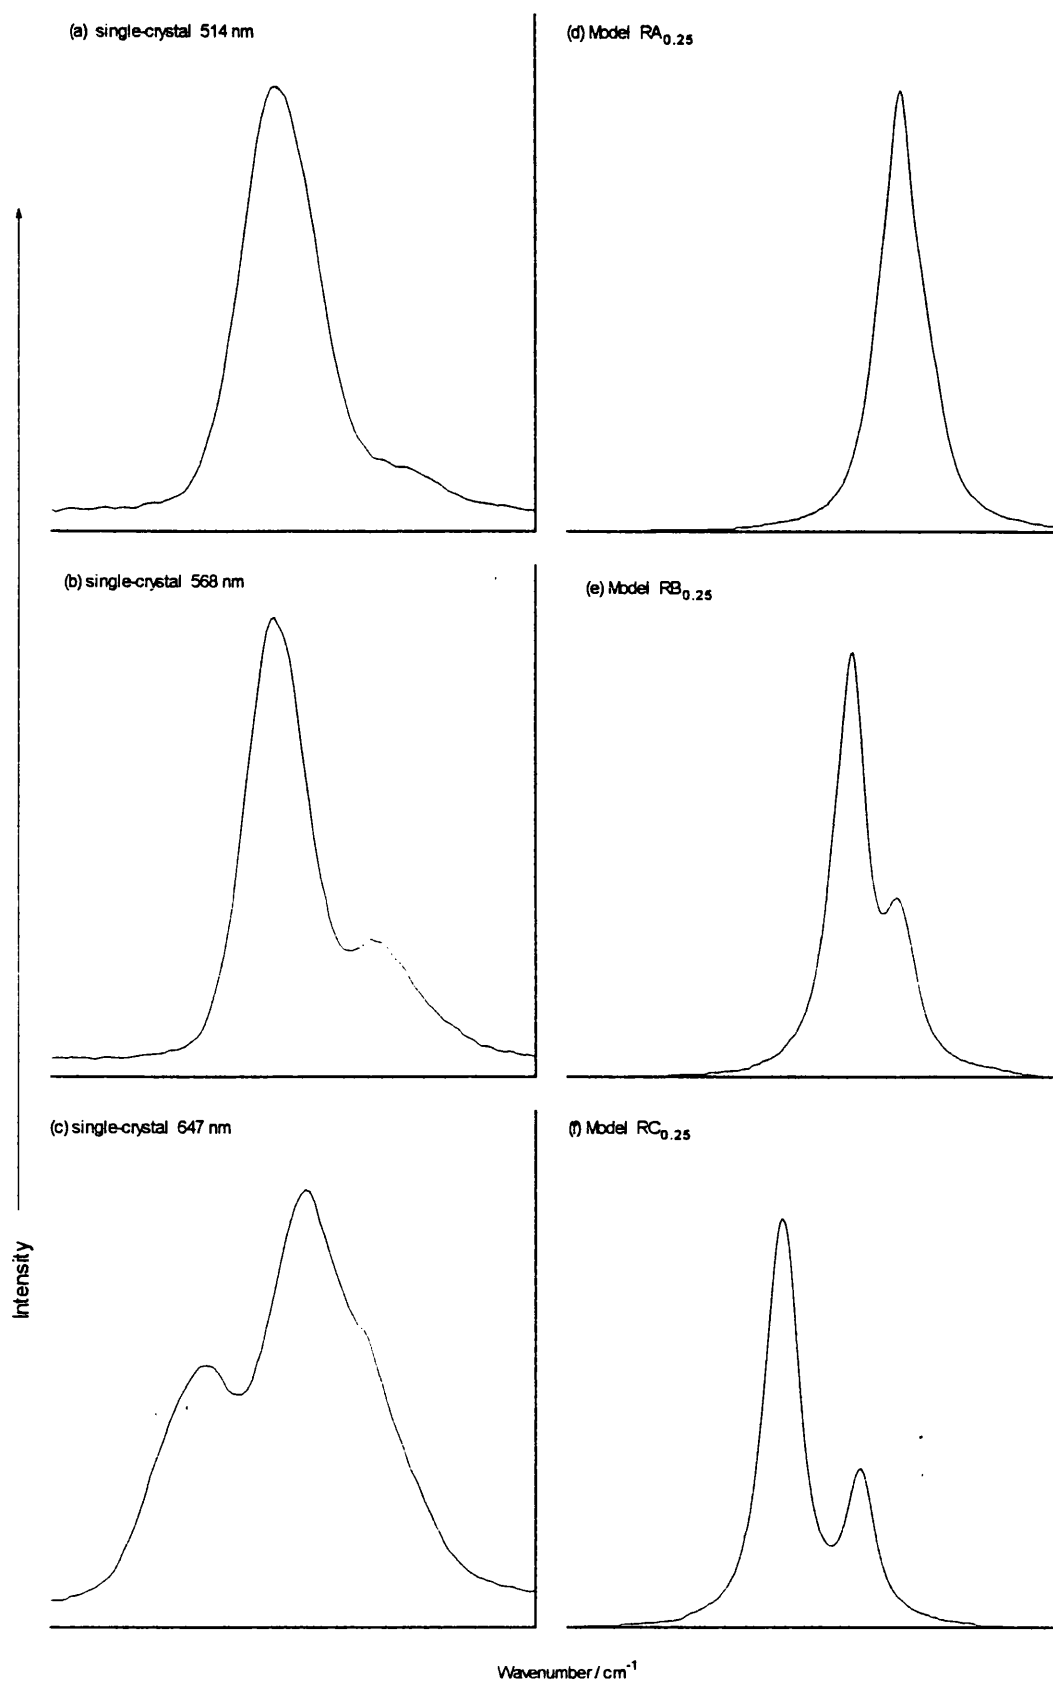 (a) single-crystal 514 nm
(d) Model RA0.25
(b) single-crystal 568 nm
(e) Model RB0.25
(c) single-crystal 647 nm
(f) Model RC0.25
Intensity
Wavenumber / cm-1